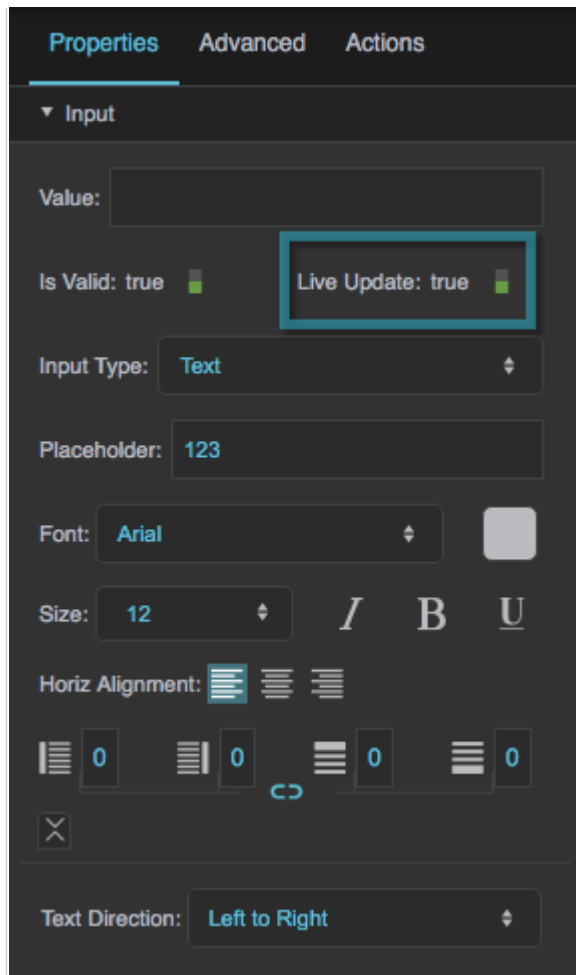 Properties Advanced Actions
Input
Value:
Is Valid: true Live Update: true
Input Type: Text
Placeholder: 123
Font: Arial
Size: 12 I B U
Horiz Alignment:
0 0 0 0
Text Direction: Left to Right